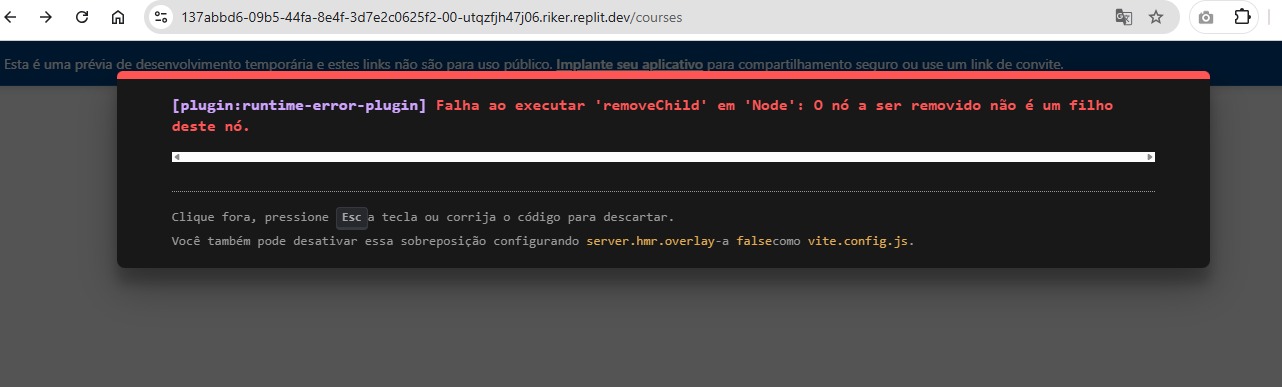 137abbd6-09b5-44fa-8e4f-3d7e2c0625f2-00-utqzfjh47j06.riker.replit.dev/courses
Esta é uma prévia de desenvolvimento temporária e estes links não são para uso público. Implante seu aplicativo para compartilhamento seguro ou use um link de convite.
[plugin:runtime-error-plugin] Falha ao executar 'removeChild' em 'Node': O nó a ser removido não é um filho
deste nó.
Clique fora, pressione Esc a tecla ou corrija o código para descartar.
Você também pode desativar essa sobreposição configurando server.hmr.overlay-a falsecomo vite.config.js.